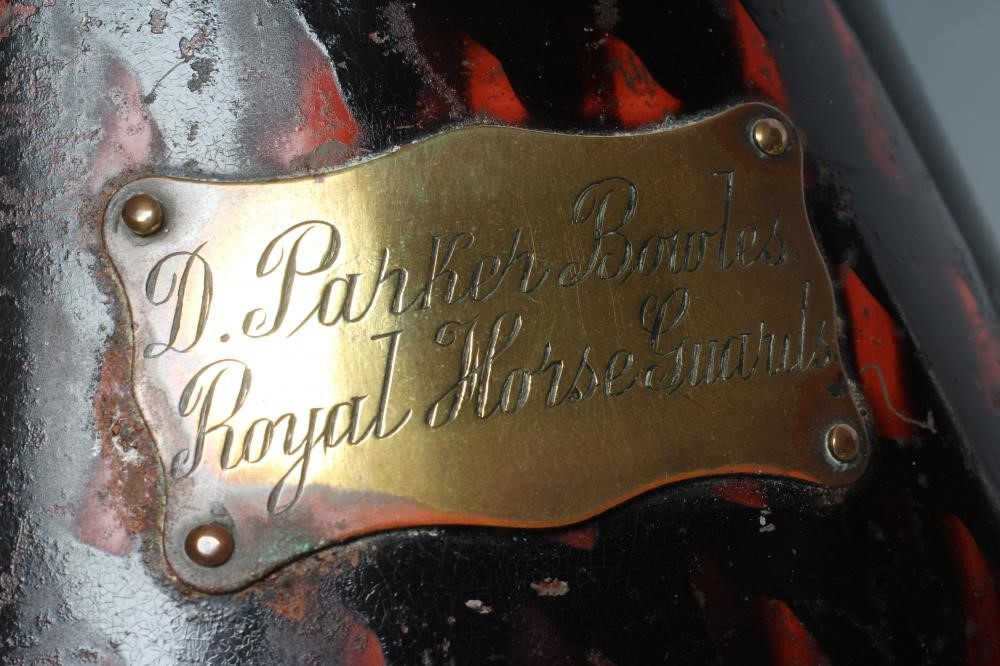 D. Parker Bowles.
Royal Horse Guards